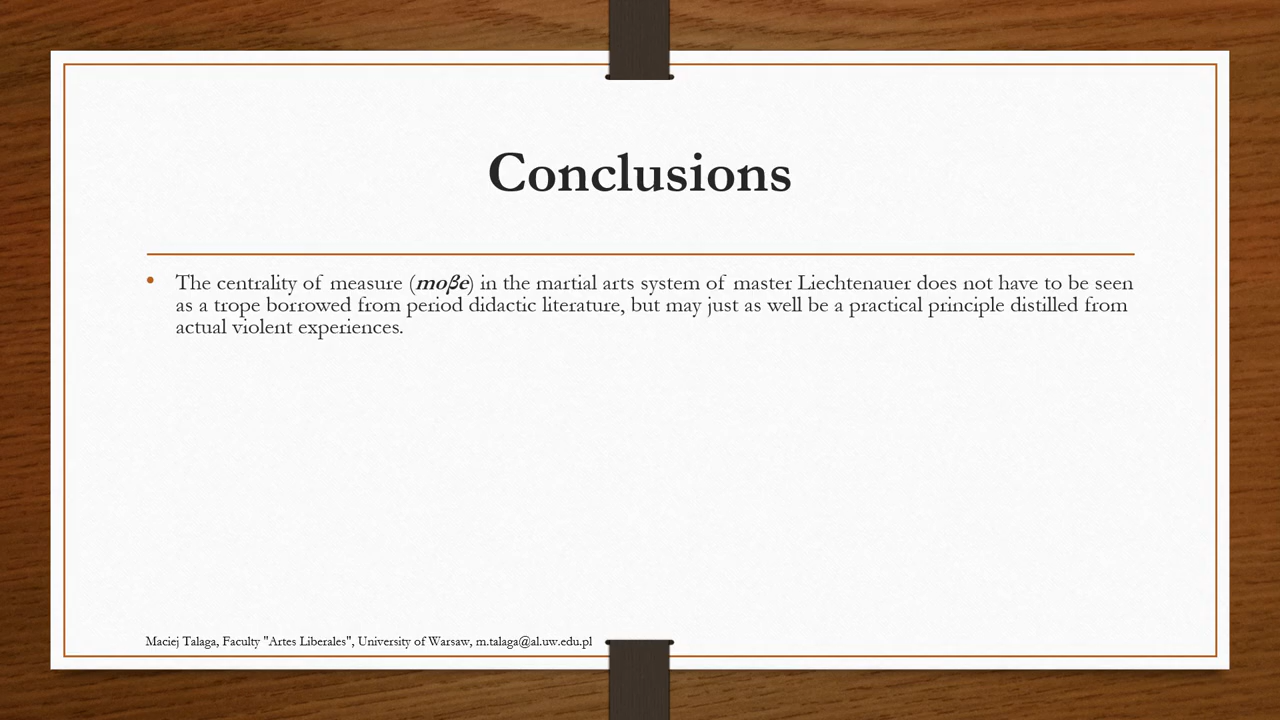 Conclusions
• The centrality of measure (moβe) in the martial arts system of master Liechtenauer does not have to be seen
as a trope borrowed from period didactic literature, but may just as well be a practical principle distilled from
actual violent experiences.
Maciej Talaga, Faculty "Artes Liberales", University of Warsaw, m.talaga@al.uw.edu.pl